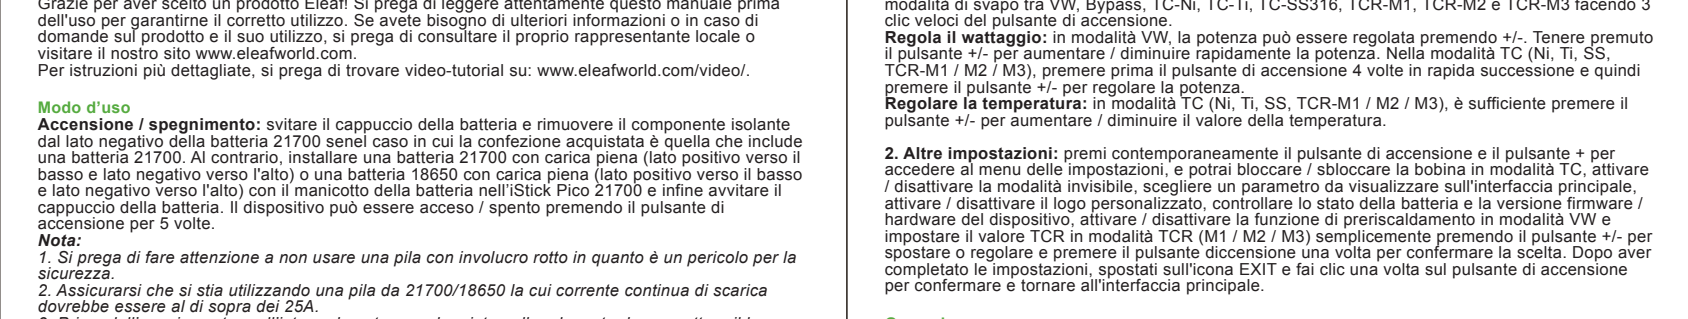 Grazie per aver scelto un prodotto Eleaf! Si prega di leggere attentamente questo manuale prima
dell'uso per garantirne il corretto utilizzo. Se avete bisogno di ulteriori informazioni o in caso di
domande sul prodotto e il suo utilizzo, si prega di consultare il proprio rappresentante locale o
visitare il nostro sito www.eleafworld.com.
Per istruzioni più dettagliate, si prega di trovare video-tutorial su: www.eleafworld.com/video/.
Modo d'uso
Accensione / spegnimento: svitare il cappuccio della batteria e rimuovere il componente isolante
dal lato negativo della batteria 21700 senel caso in cui la confezione acquistata è quella che include
una batteria 21700. Al contrario, installare una batteria 21700 con carica piena (lato positivo verso il
basso e lato negativo verso l'alto) o una batteria 18650 con carica piena (lato positivo verso il basso
e lato negativo verso l'alto) con il manicotto della batteria nell'iStick Pico 21700 e infine avvitare il
cappuccio della batteria. Il dispositivo può essere acceso / spento premendo il pulsante di
accensione per 5 volte.
Nota:
1. Si prega di fare attenzione a non usare una pila con involucro rotto in quanto è un pericolo per la
sicurezza.
2. Assicurarsi che si stia utilizzando una pila da 21700/18650 la cui corrente continua di scarica
dovrebbe essere al di sopra dei 25A.
modalità di svapo tra VW, Bypass, TC-Ni, TC-Ti, TC-SS316, TCR-M1, TCR-M2 e TCR-M3 facendo 3
clic veloci del pulsante di accensione.
Regola il wattaggio: in modalità VW, la potenza può essere regolata premendo +/-. Tenere premuto
il pulsante +/- per aumentare / diminuire rapidamente la potenza. Nella modalità TC (Ni, Ti, SS,
TCR-M1 / M2 / M3), premere prima il pulsante di accensione 4 volte in rapida successione e quindi
premere il pulsante +/- per regolare la potenza.
Regolare la temperatura: in modalità TC (Ni, Ti, SS, TCR-M1 / M2 / M3), è sufficiente premere il
pulsante +/- per aumentare / diminuire il valore della temperatura.
2. Altre impostazioni: premi contemporaneamente il pulsante di accensione e il pulsante + per
accedere al menu delle impostazioni, e potrai bloccare / sbloccare la bobina in modalità TC, attivare
/ disattivare la modalità invisibile, scegliere un parametro da visualizzare sull'interfaccia principale,
attivare / disattivare il logo personalizzato, controllare lo stato della batteria e la versione firmware /
hardware del dispositivo, attivare / disattivare la funzione di preriscaldamento in modalità VW e
impostare il valore TCR in modalità TCR (M1 / M2 / M3) semplicemente premendo il pulsante +/- per
spostare o regolare e premere il pulsante diccensione una volta per confermare la scelta. Dopo aver
completato le impostazioni, spostati sull'icona EXIT e fai clic una volta sul pulsante di accensione
per confermare e tornare all'interfaccia principale.